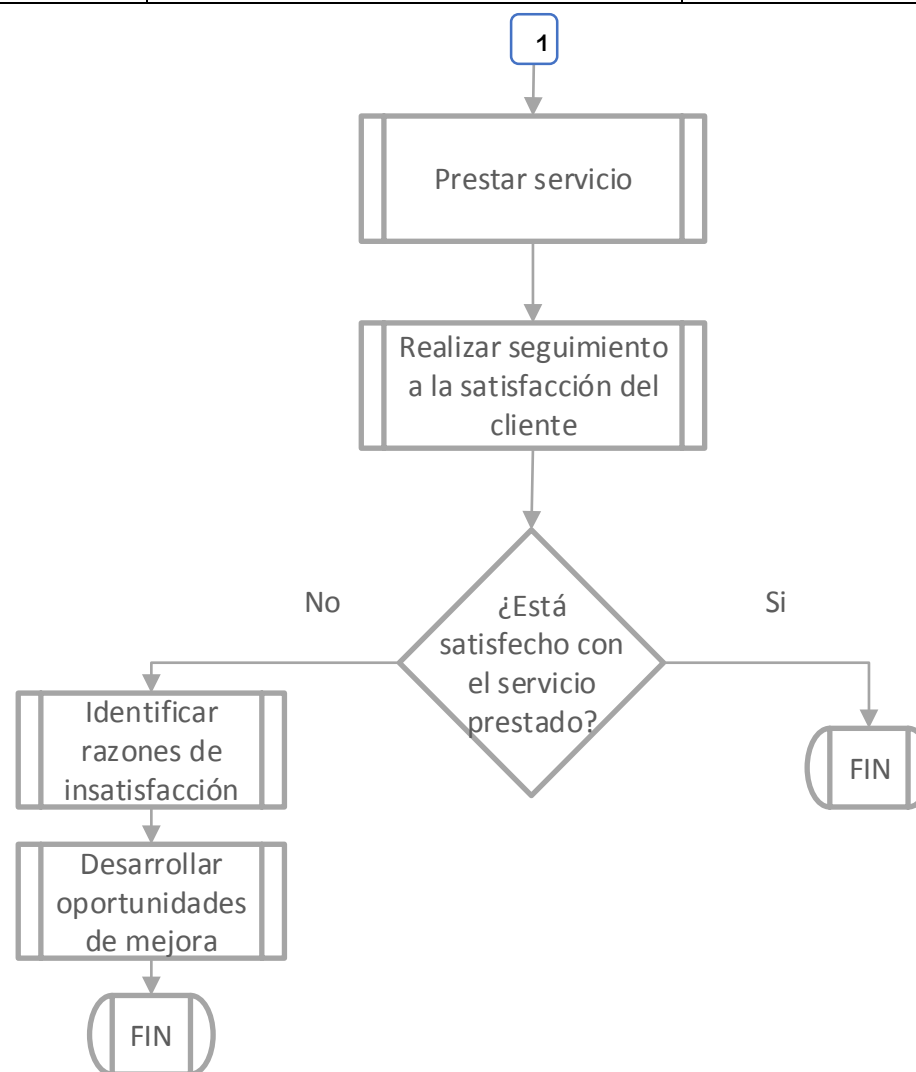 1
Prestar servicio
Realizar seguimiento
a la satisfacción del
cliente
¿Está
satisfecho con
el servicio
prestado?
No
Si
Identificar
razones de
insatisfacción
Desarrollar
oportunidades
de mejora
FIN
FIN